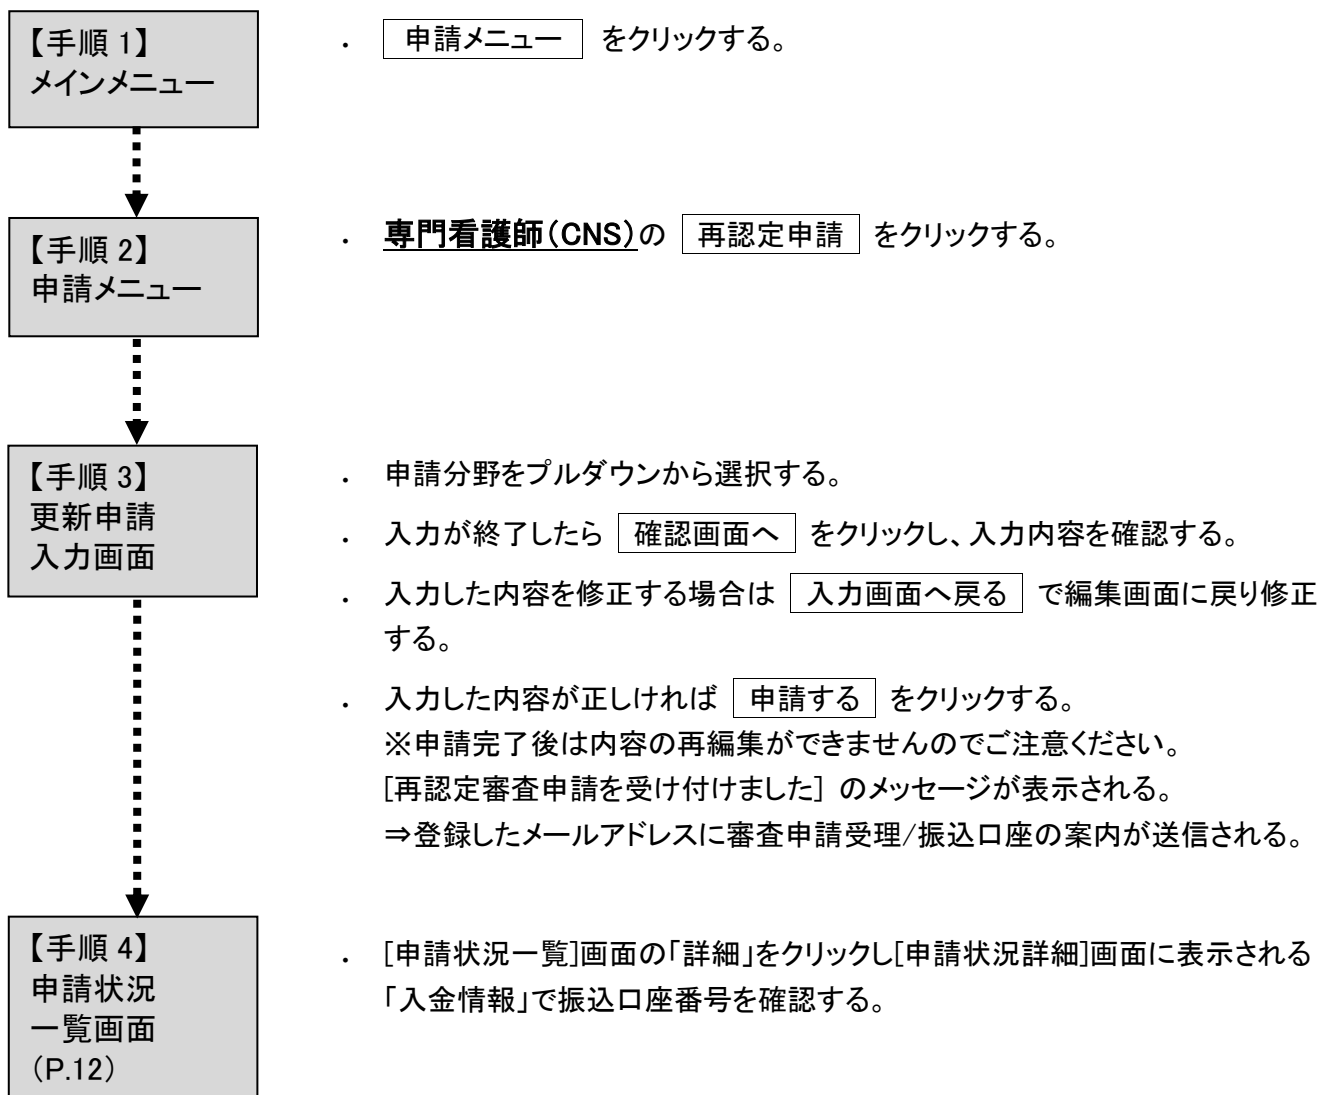 【手順 1】
メインメニュー
． 申請メニュー をクリックする。
【手順 2】
申請メニュー
． 専門看護師（CNS）の 再認定申請 をクリックする。
【手順 3】
更新申請
入力画面
． 申請分野をプルダウンから選択する。
． 入力が終了したら 確認画面へ をクリックし、入力内容を確認する。
． 入力した内容を修正する場合は 入力画面へ戻る で編集画面に戻り修正
する。
． 入力した内容が正しければ 申請する をクリックする。
※申請完了後は内容の再編集ができませんのでご注意ください。
[再認定審査申請を受け付けました] のメッセージが表示される。
⇒登録したメールアドレスに審査申請受理/振込口座の案内が送信される。
【手順 4】
申請状況
一覧画面
（P.12）
． [申請状況一覧]画面の「詳細」をクリックし[申請状況詳細]画面に表示される
「入金情報」で振込口座番号を確認する。